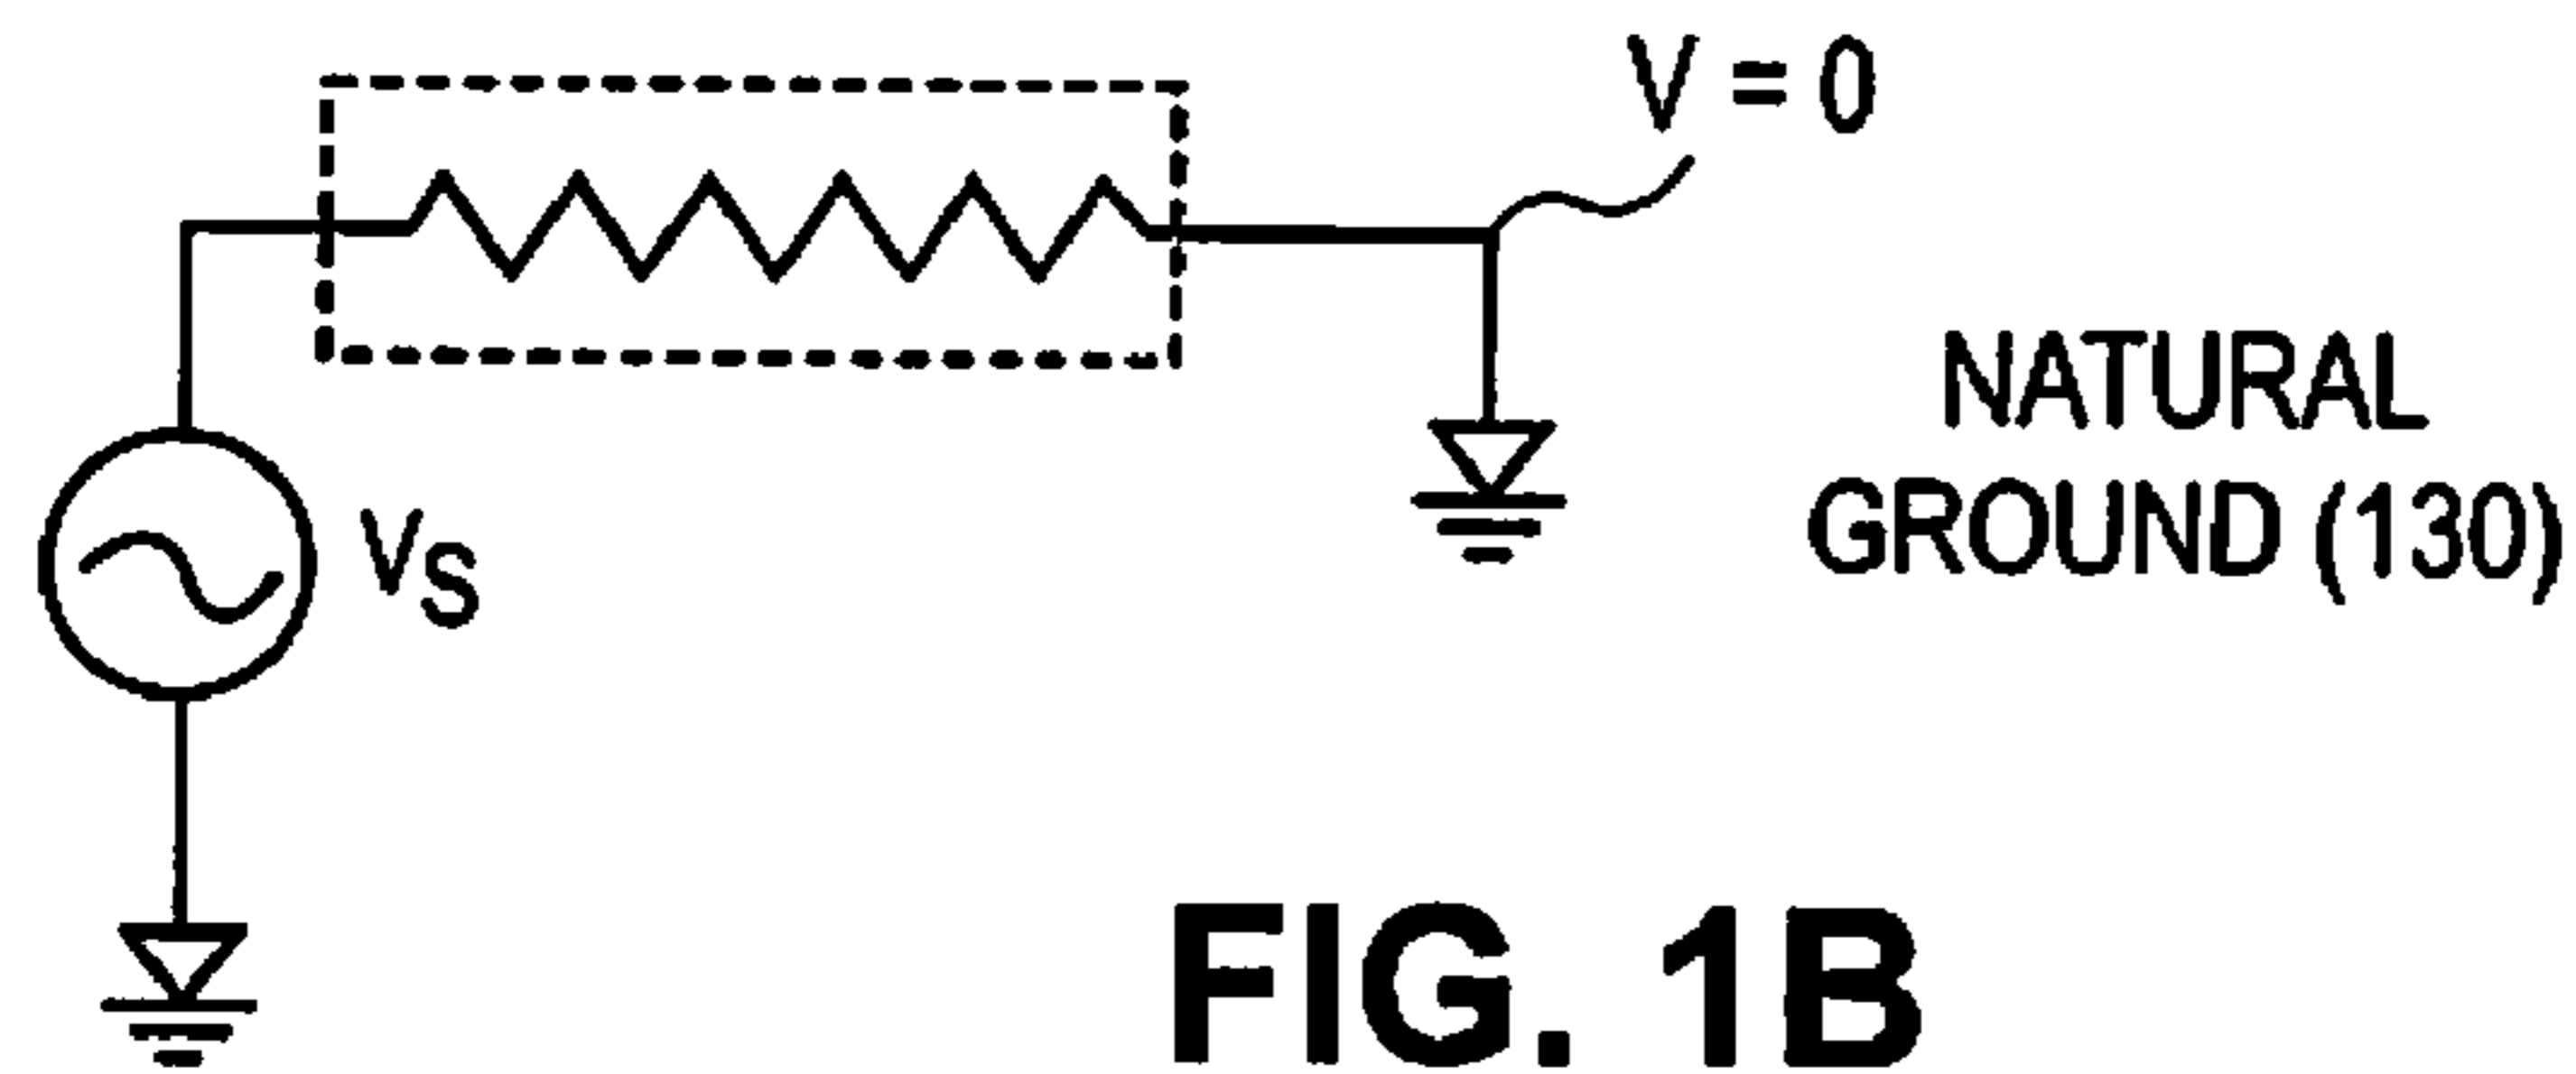 V = 0
NATURAL
GROUND (130)
VS
FIG. 1B